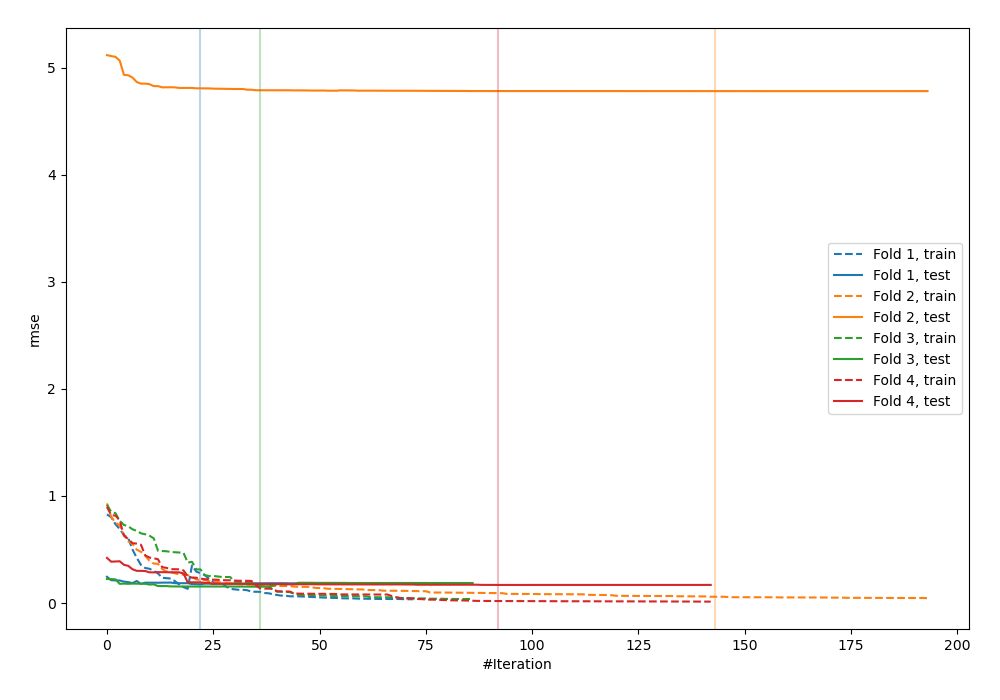 5
4
3
2
1
0
rmse
0
25
50
75
100
125
150
175
200
#Iteration
Fold 1, train
Fold 1, test
Fold 2, train
Fold 2, test
Fold 3, train
Fold 3, test
Fold 4, train
Fold 4, test